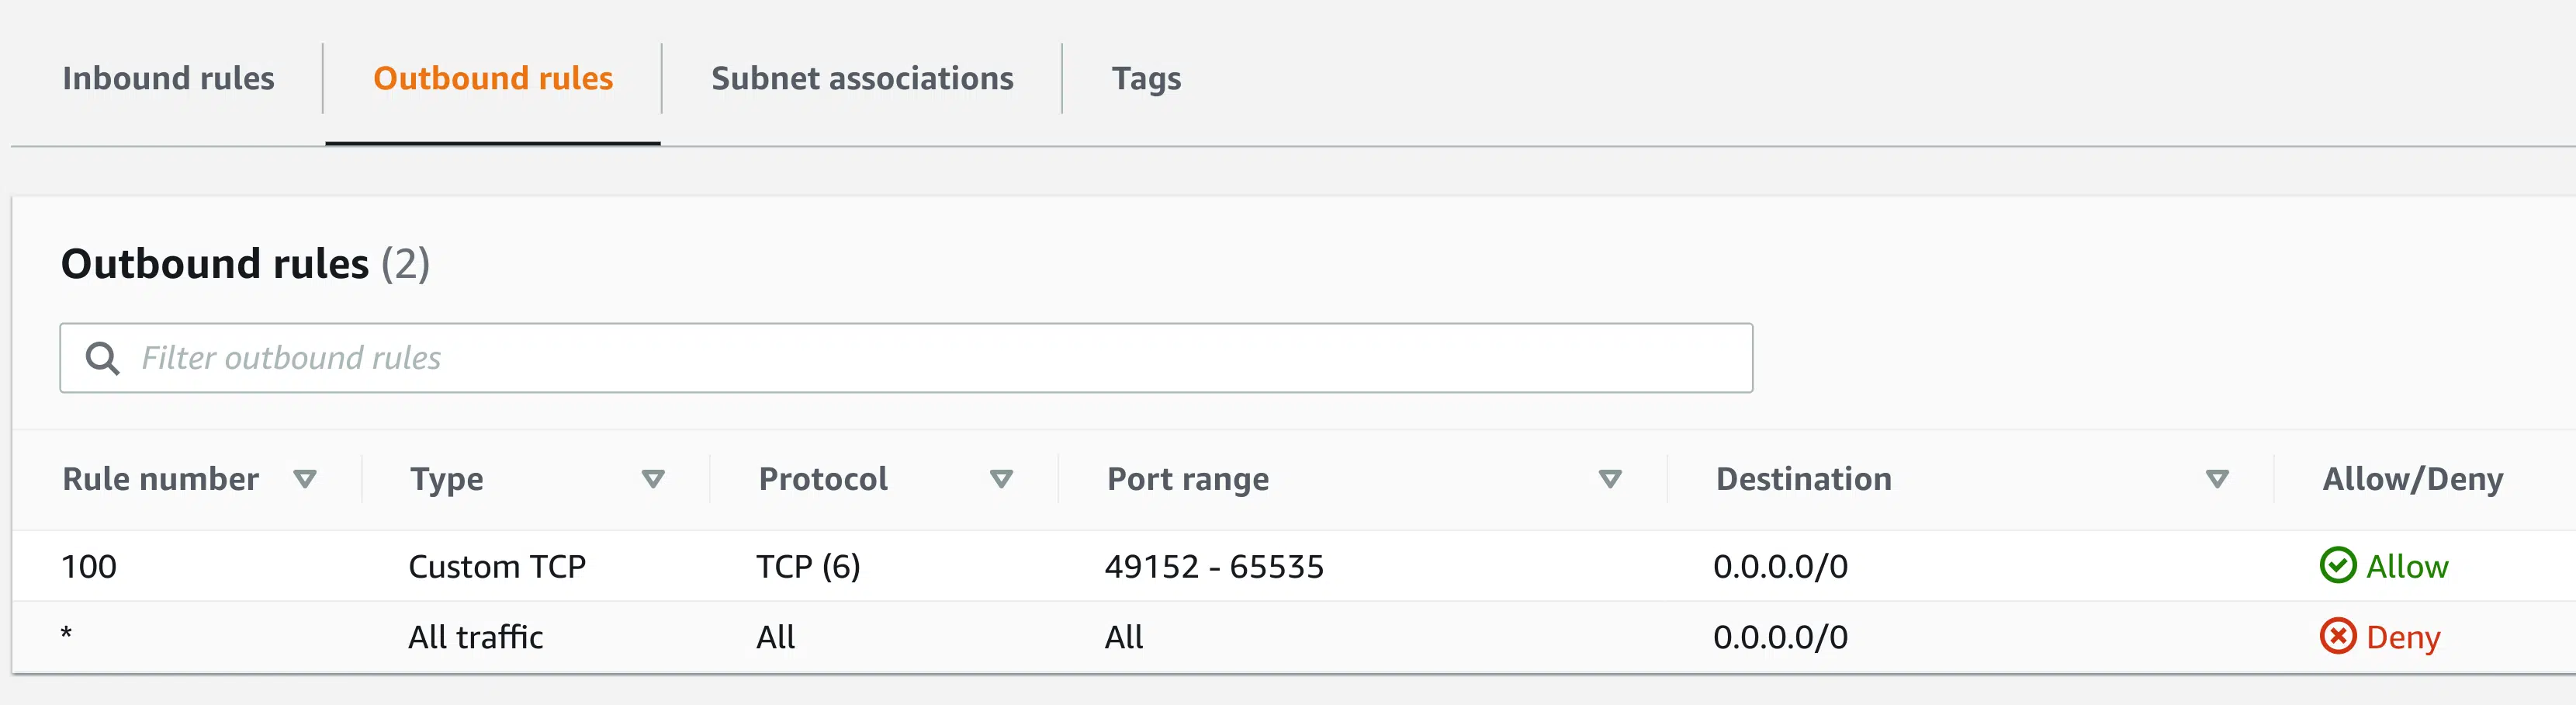 Inbound rules Outbound rules Subnet associations Tags
Outbound rules (2)
Filter outbound rules
Rule number Type Protocol Port range Destination Allow/Deny
100 Custom TCP TCP (6) 49152 - 65535 0.0.0.0/0 Allow
* All traffic All All 0.0.0.0/0 Deny